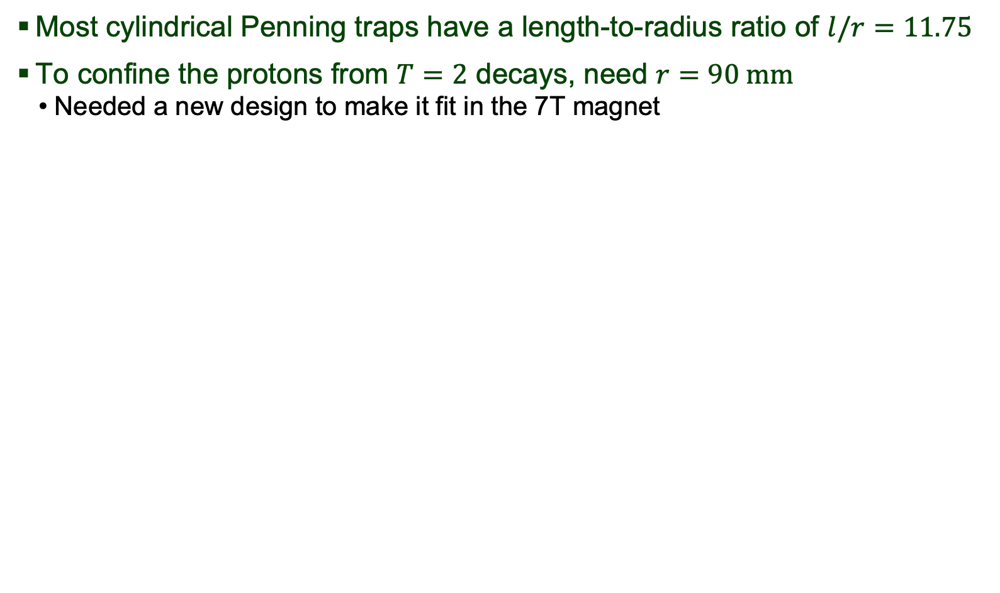 ▪ Most cylindrical Penning traps have a length-to-radius ratio of l/r = 11.75
▪ To confine the protons from T = 2 decays, need r = 90 mm
• Needed a new design to make it fit in the 7T magnet